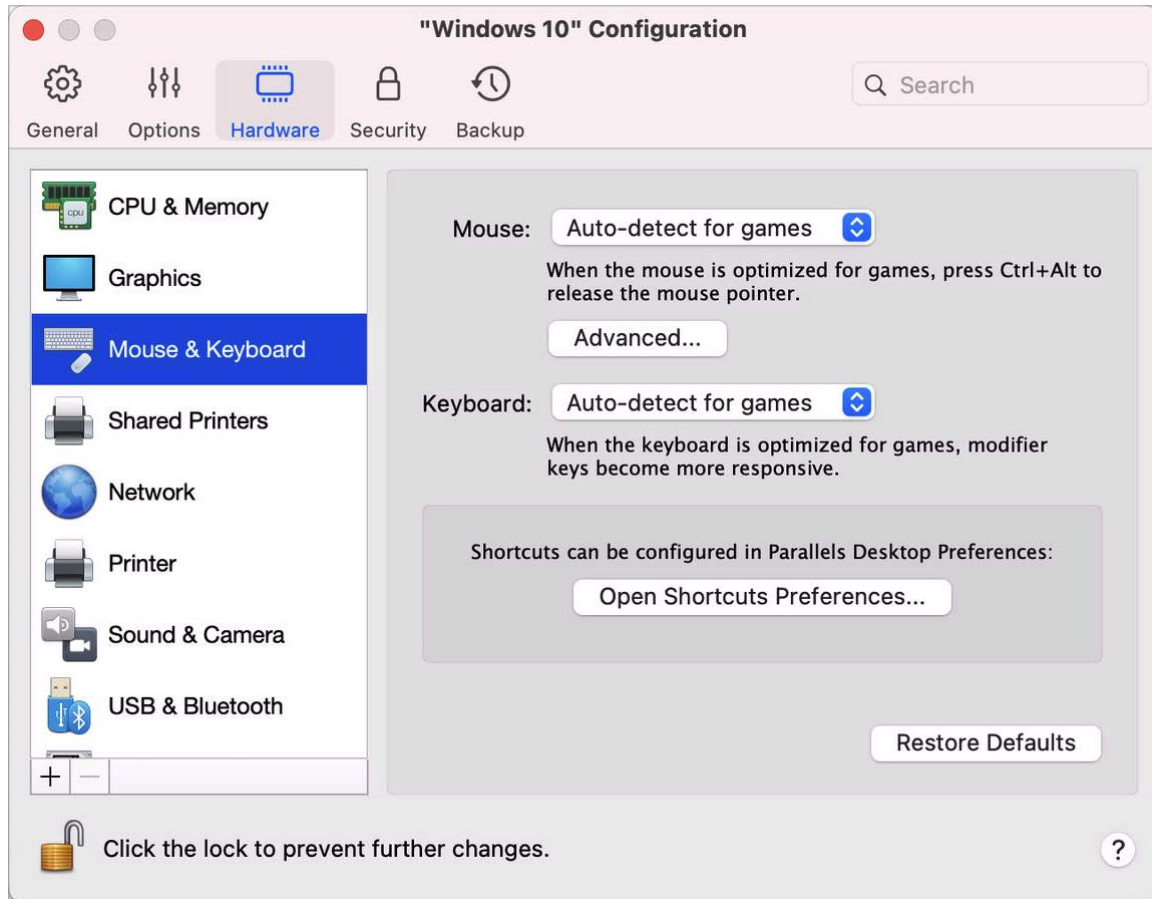 "Windows 10" Configuration
General Options Hardware Security Backup
Search
CPU & Memory
Graphics
Mouse & Keyboard
Shared Printers
Network
Printer
Sound & Camera
USB & Bluetooth
Mouse: Auto-detect for games
When the mouse is optimized for games, press Ctrl+Alt to
release the mouse pointer.
Advanced...
Keyboard: Auto-detect for games
When the keyboard is optimized for games, modifier
keys become more responsive.
Shortcuts can be configured in Parallels Desktop Preferences:
Open Shortcuts Preferences...
Restore Defaults
Click the lock to prevent further changes.
?